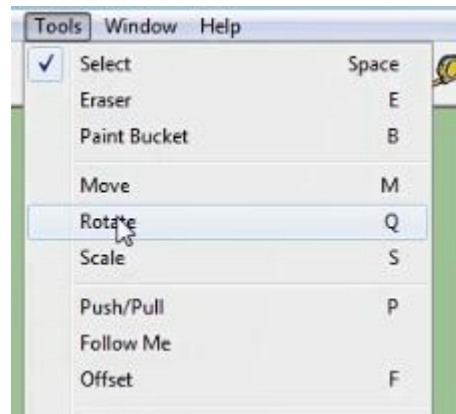 Tools Window Help
Select Space
Eraser E
Paint Bucket B
Move M
Rotate Q
Scale S
Push/Pull P
Follow Me
Offset F